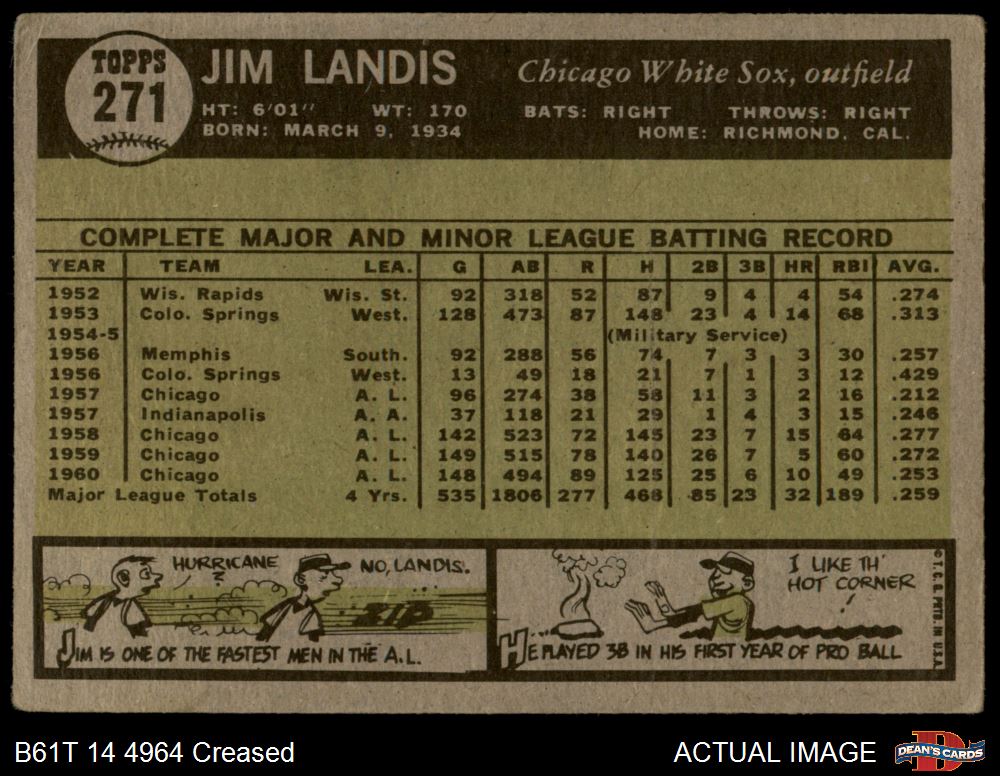 TOPPS
271
JIM LANDIS
Chicago White Sox, outfield
HT: 6'01" WT: 170 BATS: RIGHT THROWS: RIGHT
BORN: MARCH 9, 1934 HOME: RICHMOND, CAL.
COMPLETE MAJOR AND MINOR LEAGUE BATTING RECORD
YEAR TEAM LEA. G AB R H 2B 3B HR RBI AVG.
1952 Wis. Rapids Wis. St. 92 318 52 87 9 4 4 54 .274
1953 Colo. Springs West. 128 473 87 148 23 4 14 68 .313
1954-5 (Military Service)
1956 Memphis South. 92 288 56 74 7 3 3 30 .257
1956 Colo. Springs West. 13 49 18 21 7 1 3 12 .429
1957 Chicago A. L. 96 274 38 58 11 3 2 16 .212
1957 Indianapolis A. A. 37 118 21 29 1 4 3 15 .246
1958 Chicago A. L. 142 523 72 145 23 7 15 64 .277
1959 Chicago A. L. 149 515 78 140 26 7 5 60 .272
1960 Chicago A. L. 148 494 89 125 25 6 10 49 .253
Major League Totals 4 Yrs. 535 1806 277 468 85 23 32 189 .259
HURRICANE
?
NO, LANDIS.
ZIP
JIM IS ONE OF THE FASTEST MEN IN THE A.L.
I LIKE TH'
HOT CORNER
!
HE PLAYED 3B IN HIS FIRST YEAR OF PRO BALL
© T. C. G. PRTD. IN U.S.A.
B61T 14 4964 Creased
ACTUAL IMAGE
D
DEAN'S CARDS